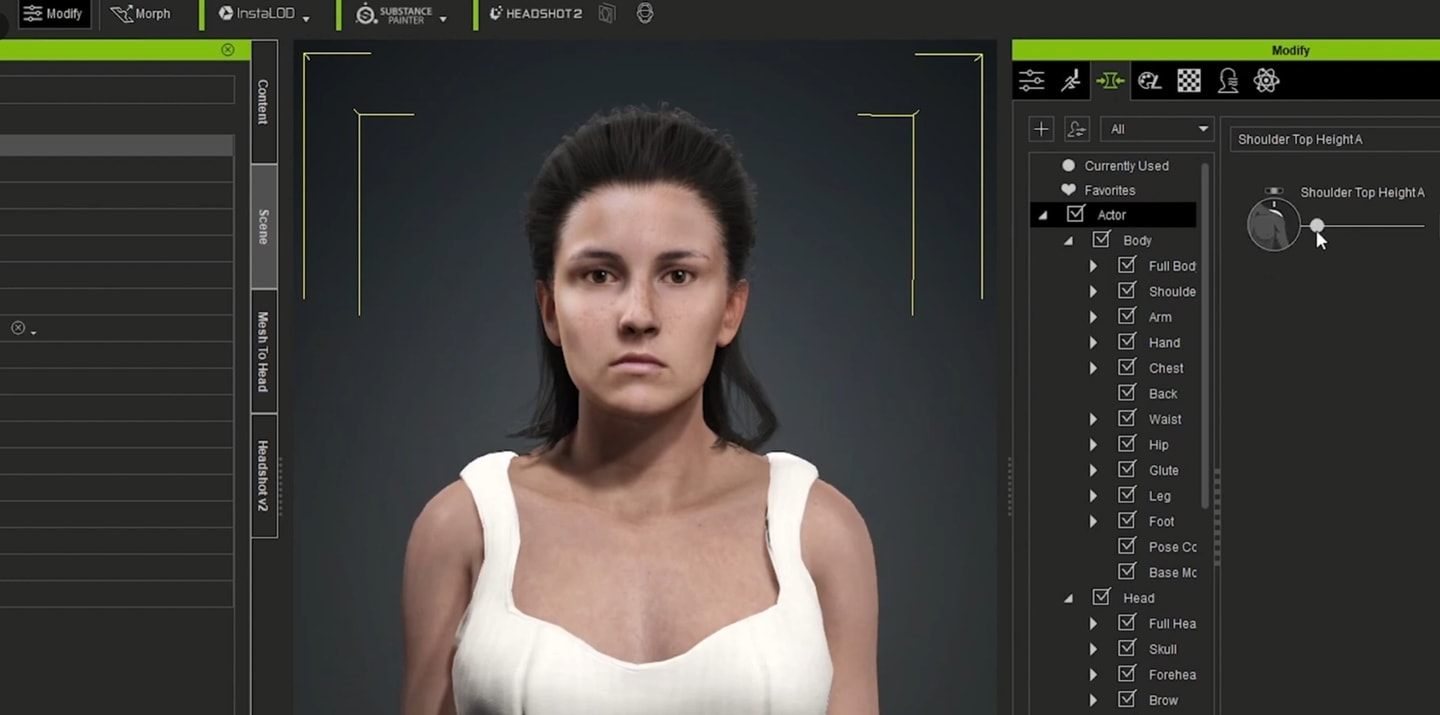 Modify
Morph
InstaLOD
SUBSTANCE
PAINTER
HEADSHOT 2
Content
Scene
Mesh To Head
Headshot v2
Modify
All
Currently Used
Favorites
Actor
Body
Full Bod
Shoulde
Arm
Hand
Chest
Back
Waist
Hip
Glute
Leg
Foot
Pose Cc
Base Mc
Head
Full Hea
Skull
Forehea
Brow
Shoulder Top Height A
Shoulder Top Height A